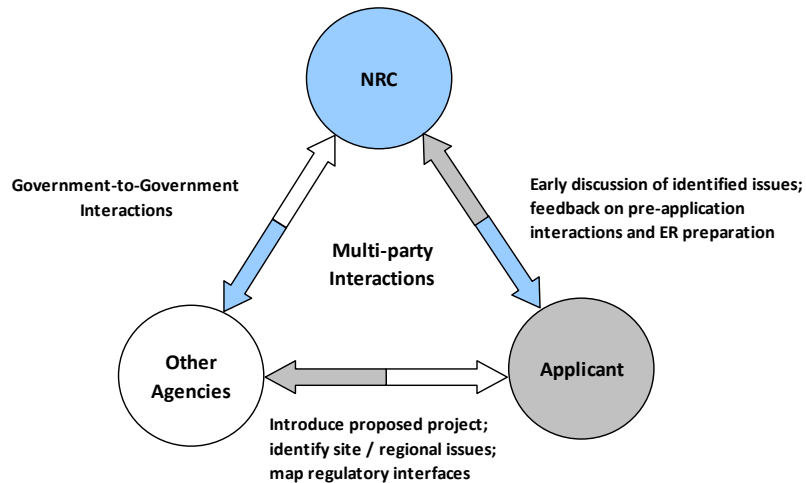 NRC
Government-to-Government
Interactions
Early discussion of identified issues;
feedback on pre-application
interactions and ER preparation
Multi-party
Interactions
Other
Agencies
Applicant
Introduce proposed project;
identify site / regional issues;
map regulatory interfaces